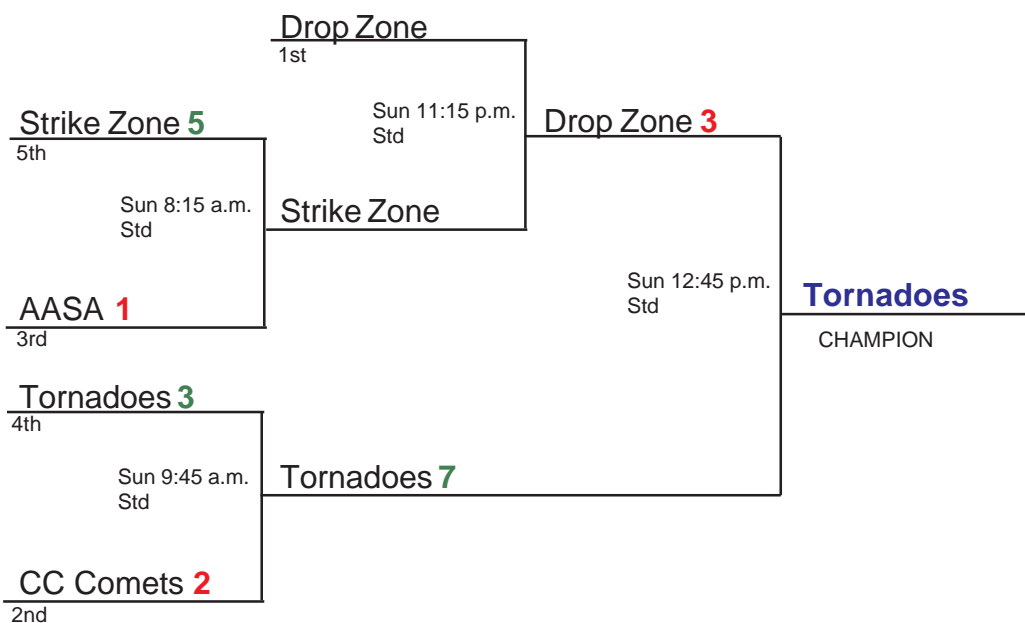 Drop Zone
1st
Sun 11:15 p.m.
Std
Strike Zone 5
5th
Drop Zone 3
Sun 8:15 a.m.
Std
Strike Zone
AASA 1
3rd
Sun 12:45 p.m.
Std
Tornadoes
CHAMPION
Tornadoes 3
4th
Sun 9:45 a.m.
Std
Tornadoes 7
CC Comets 2
2nd